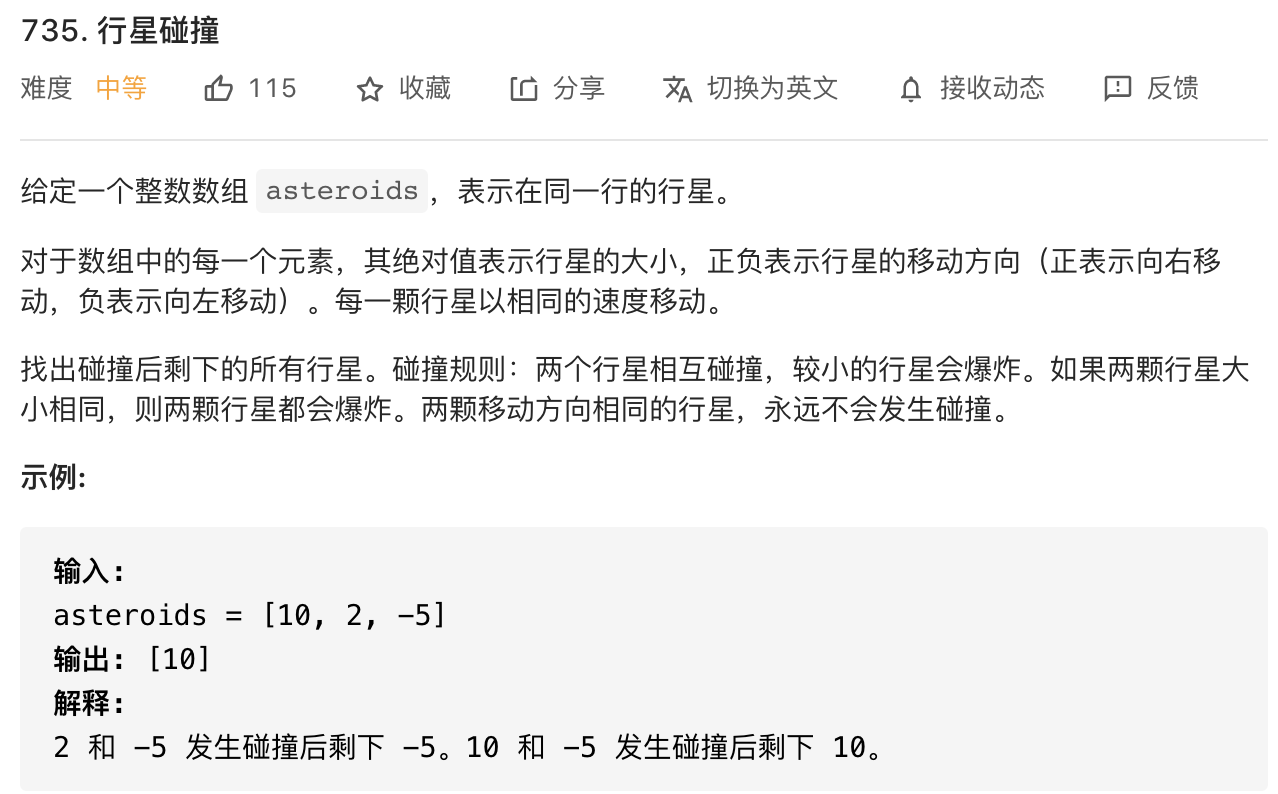 735. 行星碰撞
难度 中等 115 收藏 分享 切换为英文 接收动态 反馈
给定一个整数数组 asteroids，表示在同一行的行星。
对于数组中的每一个元素，其绝对值表示行星的大小，正负表示行星的移动方向（正表示向右移
动，负表示向左移动）。每一颗行星以相同的速度移动。
找出碰撞后剩下的所有行星。碰撞规则：两个行星相互碰撞，较小的行星会爆炸。如果两颗行星大
小相同，则两颗行星都会爆炸。两颗移动方向相同的行星，永远不会发生碰撞。
示例:
输入:
asteroids = [10, 2, -5]
输出: [10]
解释:
2 和 -5 发生碰撞后剩下 -5。10 和 -5 发生碰撞后剩下 10。